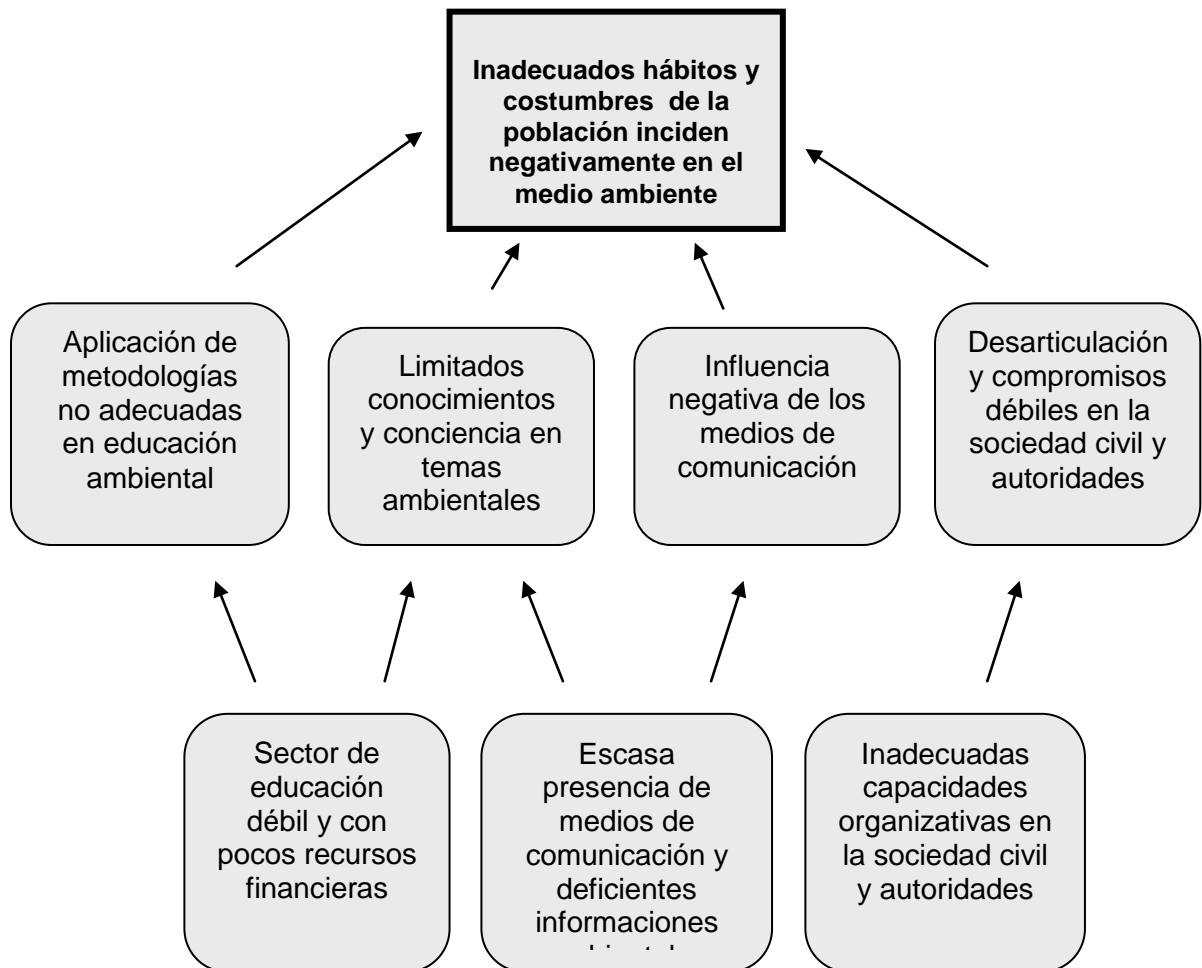 Inadecuados hábitos y
costumbres de la
población inciden
negativamente en el
medio ambiente
Aplicación de
metodologías
no adecuadas
en educación
ambiental
Limitados
conocimientos
y conciencia en
temas
ambientales
Influencia
negativa de los
medios de
comunicación
Desarticulación
y compromisos
débiles en la
sociedad civil y
autoridades
Sector de
educación
débil y con
pocos recursos
financieras
Escasa
presencia de
medios de
comunicación y
deficientes
informaciones
Inadecuadas
capacidades
organizativas en
la sociedad civil
y autoridades